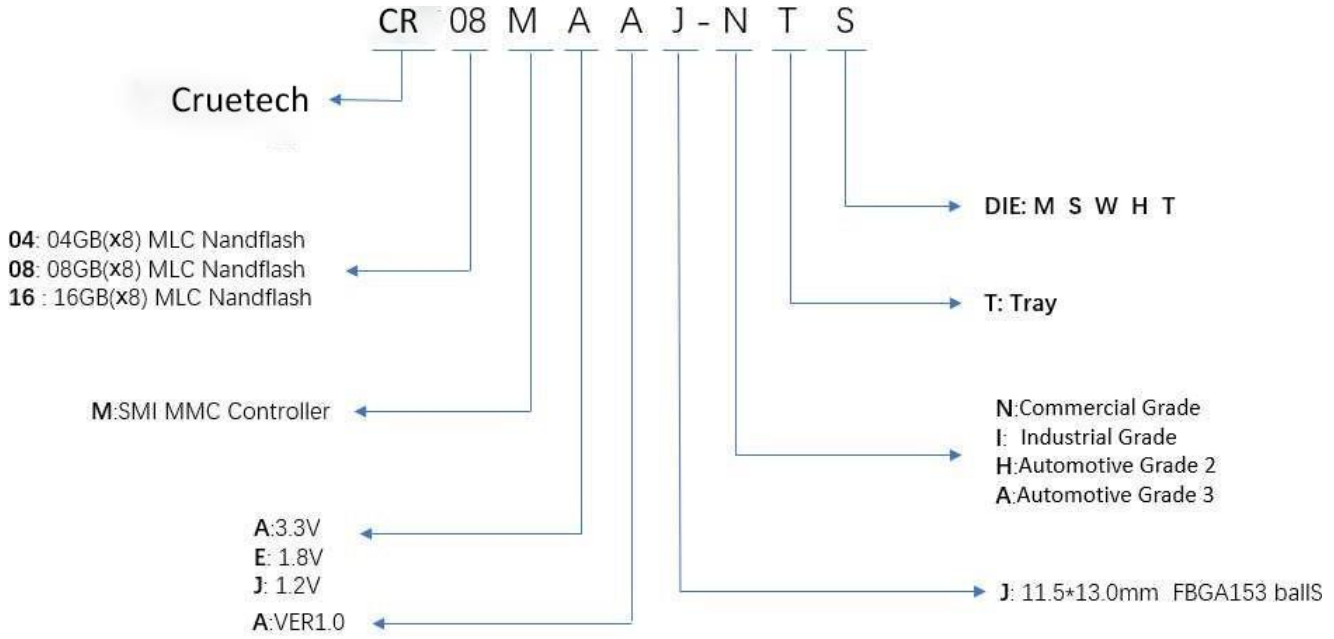 CR 08 M A A J - N T S
Cruetech
DIE: M S W H T
04: 04GB(x8) MLC Nandflash
08: 08GB(x8) MLC Nandflash
16 : 16GB(x8) MLC Nandflash
T: Tray
M:SMI MMC Controller
N:Commercial Grade
I: Industrial Grade
H:Automotive Grade 2
A:Automotive Grade 3
A:3.3V
E: 1.8V
J: 1.2V
J: 11.5*13.0mm FBGA153 ballS
A:VER1.0